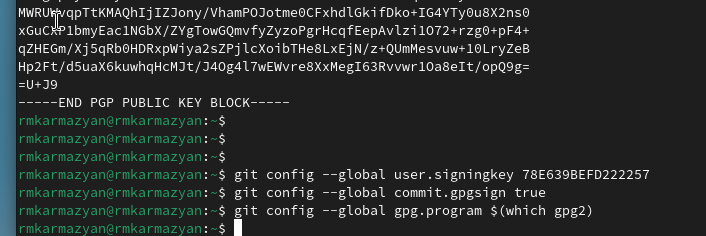 MWRUWvqpTtKMAQhIjIZJony/VhamPOJotme0CFxhdlGkifDko+IG4YTy0u8X2ns0
xGuCXP1bmyEac1NGbX/ZYgTowGQmvfyZyzoPgrHcqfEepAvlzi1O72+rzg0+pF4+
qZHEGm/Xj5qRb0HDRxpWiya2sZPjlcXoibTHe8LxEjN/z+QUmMesvuw+10LryZeB
Hp2Ft/d5uaX6kuwhqHcMJt/J4Og4l7wEWvre8XxMegI63Rvvwr1Oa8eIt/opQ9g=
=U+J9
-----END PGP PUBLIC KEY BLOCK-----
rmkarmazyan@rmkarmazyan:~$
rmkarmazyan@rmkarmazyan:~$
rmkarmazyan@rmkarmazyan:~$
rmkarmazyan@rmkarmazyan:~$ git config --global user.signingkey 78E639BEFD222257
rmkarmazyan@rmkarmazyan:~$ git config --global commit.gpgsign true
rmkarmazyan@rmkarmazyan:~$ git config --global gpg.program $(which gpg2)
rmkarmazyan@rmkarmazyan:~$